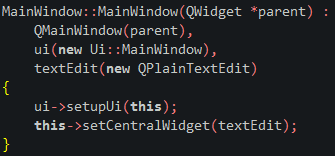 MainWindow::MainWindow(QWidget *parent) :
QMainWindow(parent),
ui(new Ui::MainWindow),
textEdit(new QPlainTextEdit)
{
ui->setupUi(this);
this->setCentralWidget(textEdit);
}